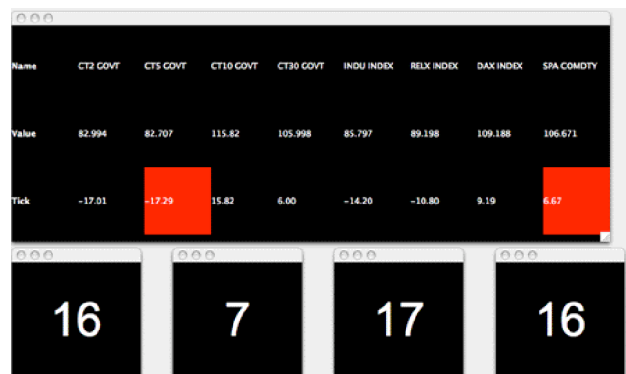 Name CT2 GOVT CT5 GOVT CT10 GOVT CT30 GOVT INDU INDEX RELX INDEX DAX INDEX SPA COMDTY
Value 82.994 82.707 115.82 105.998 85.797 89.198 109.188 106.671
Tick -17.01 -17.29 15.82 6.00 -14.20 -10.80 9.19 6.67
16 7 17 16